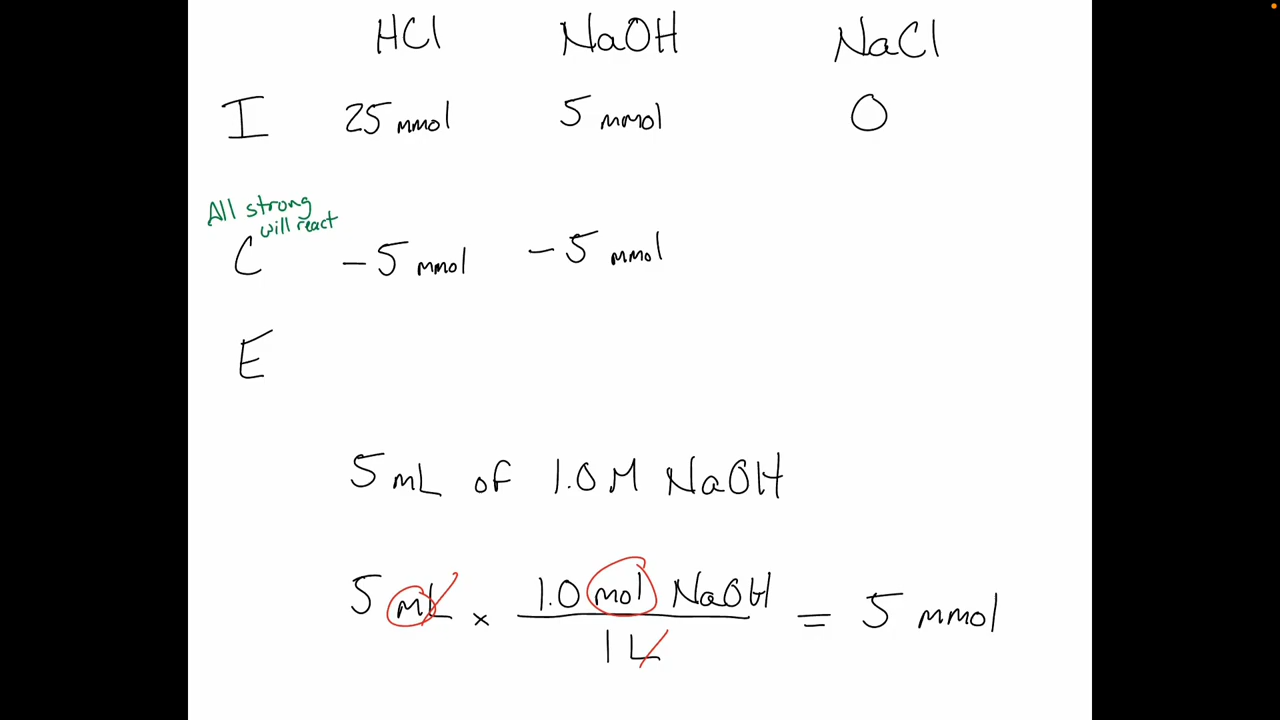 HCl NaOH NaCl
I 25 mmol 5 mmol 0
All strong
will react
C -5 mmol -5 mmol
E
5 mL of 1.0 M NaOH
5 mL × 1.0 mol NaOH = 5 mmol
1 L